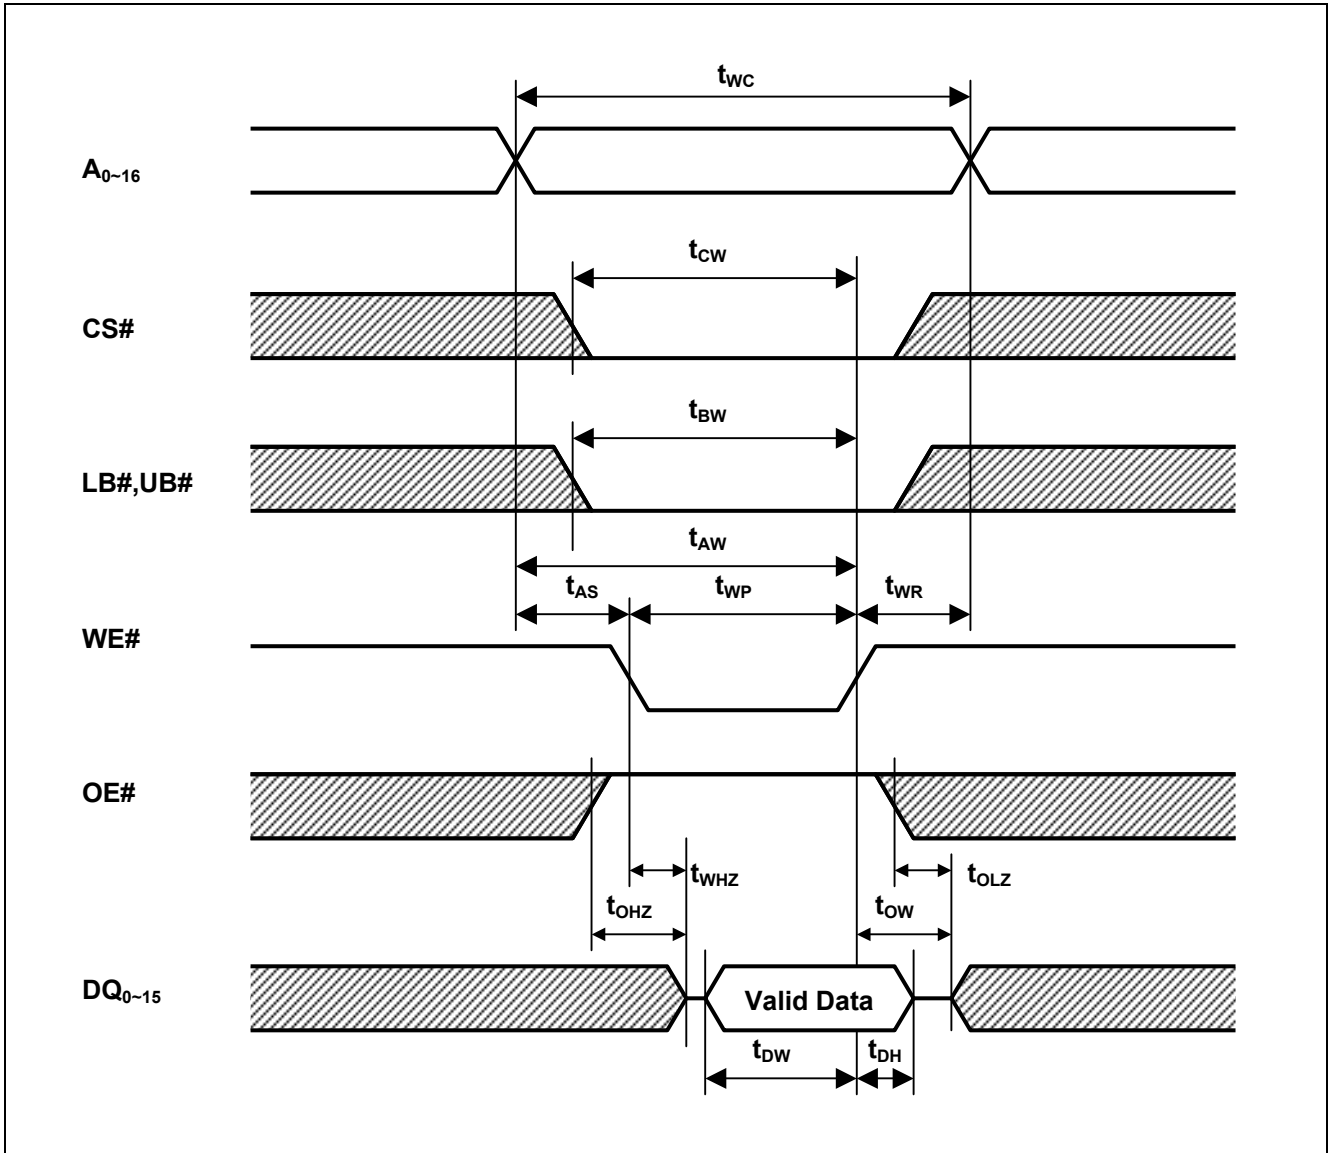 tWC
A0~16
tCW
CS#
tBW
LB#,UB#
tAW
tAS tWP tWR
WE#
OE#
tWHZ tOLZ
tOHZ tOW
DQ0~15 Valid Data
tDW tDH